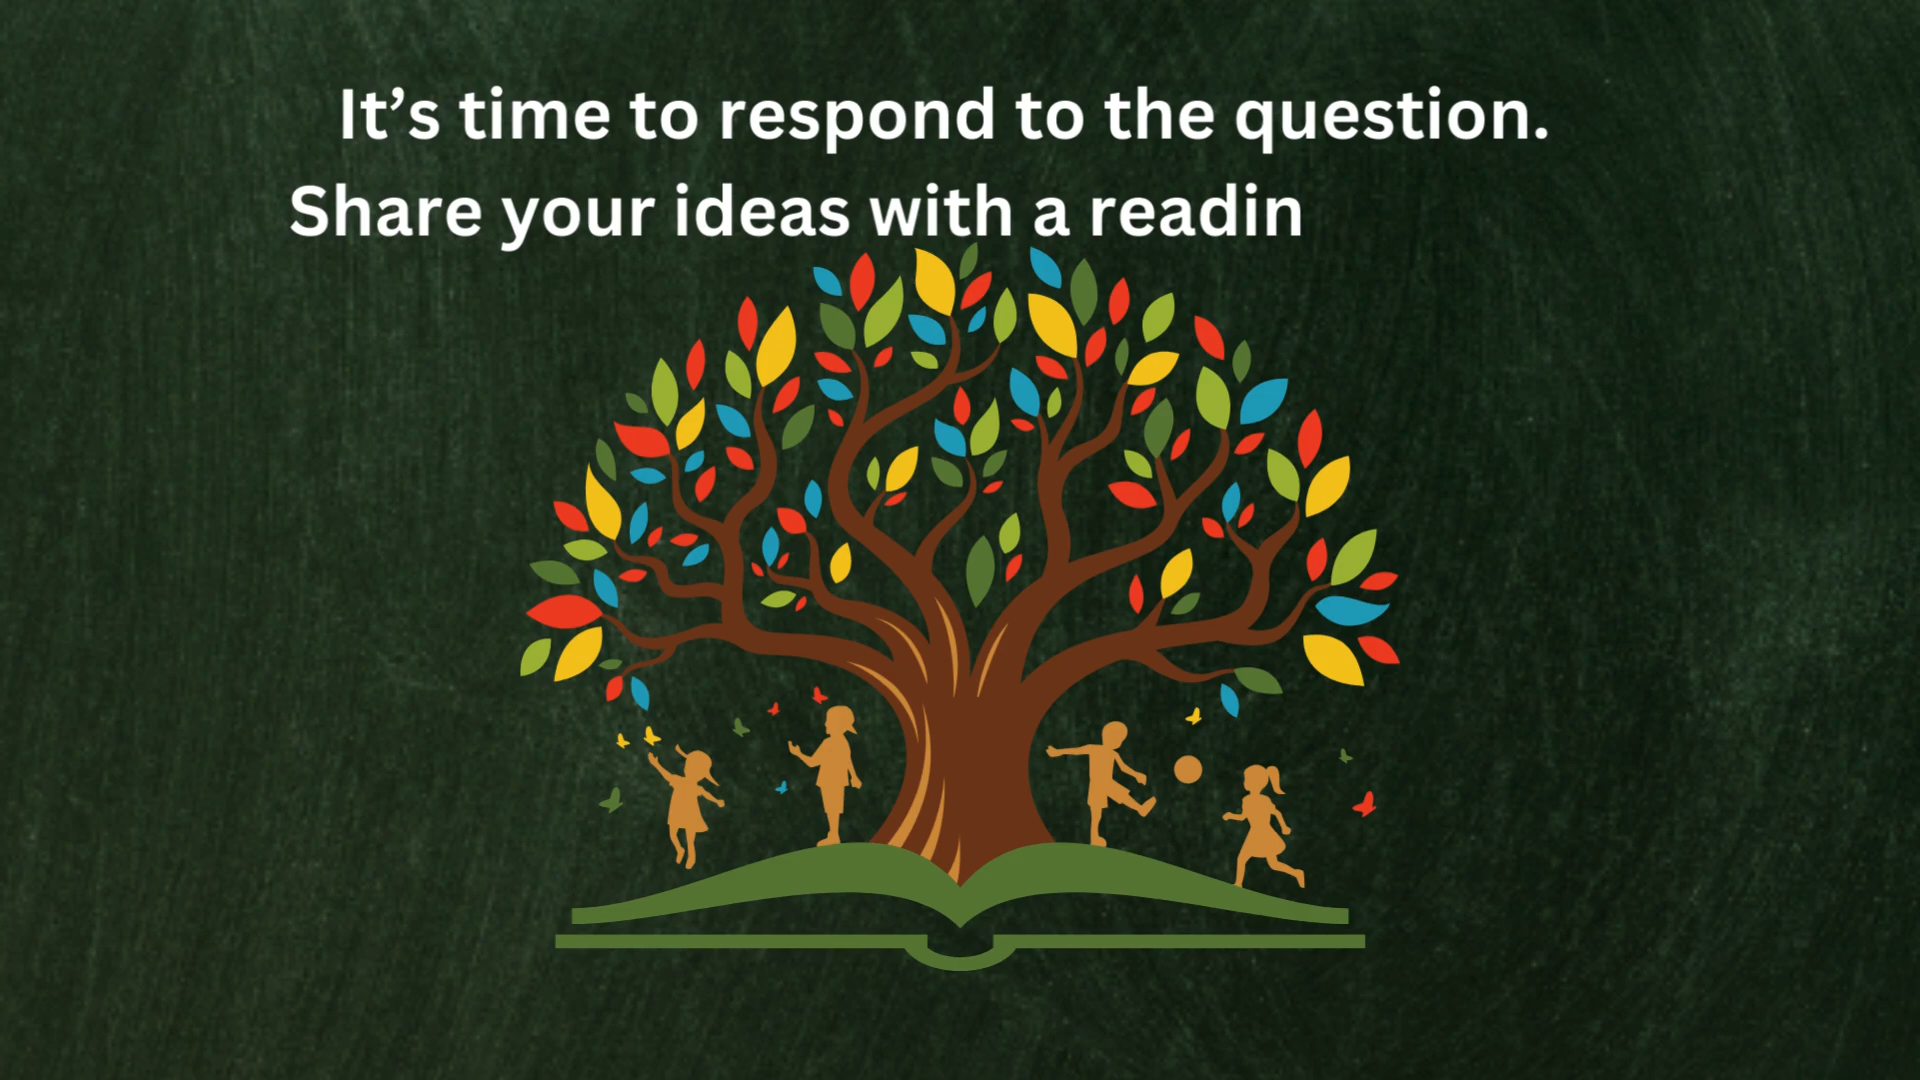 It’s time to respond to the question.
Share your ideas with a readin